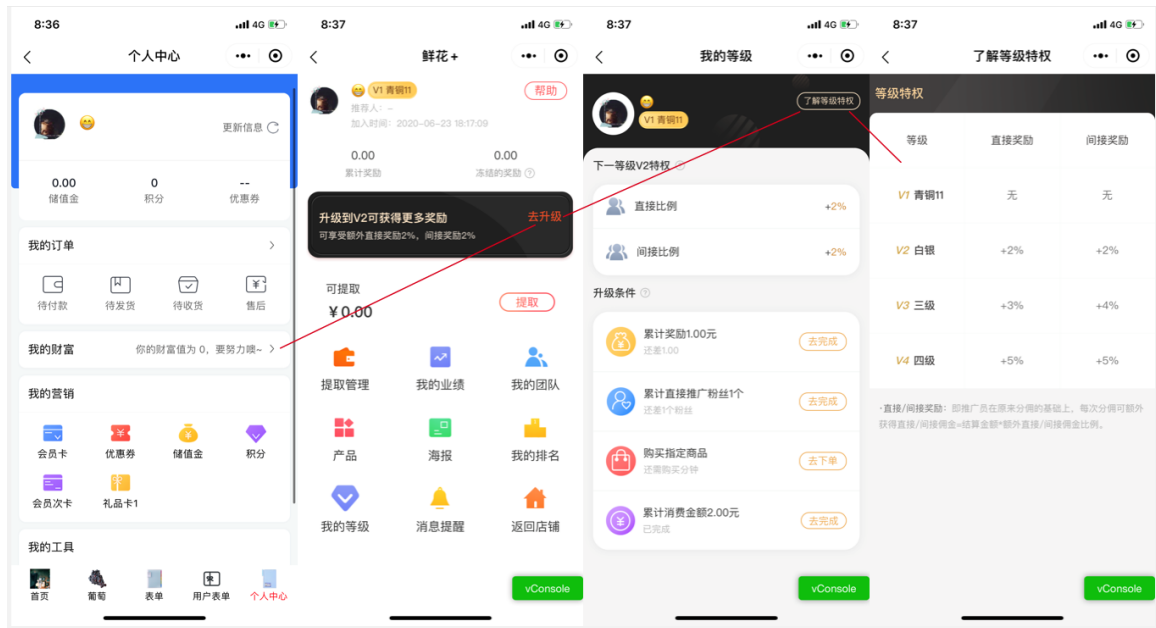 8:36
4G
个人中心
更新信息
0.00
0
--
储值金
积分
优惠券
我的订单
待付款
待发货
待收货
售后
我的财富
你的财富值为 0，要努力噢~
我的营销
会员卡
优惠券
储值金
积分
会员次卡
礼品卡1
我的工具
首页
葡萄
表单
用户表单
个人中心
8:37
4G
鲜花+
V1 青铜11
帮助
推荐人：-
加入时间：2020-06-23 18:17:09
0.00
0.00
累计奖励
冻结的奖励
升级到V2可获得更多奖励
去升级
可享受额外直接奖励2%，间接奖励2%
可提取
￥0.00
提取
提取管理
我的业绩
我的团队
产品
海报
我的排名
我的等级
消息提醒
返回店铺
vConsole
8:37
4G
我的等级
了解等级特权
V1 青铜11
下一等级V2特权
直接比例
+2%
间接比例
+2%
升级条件
累计奖励1.00元
还差1.00
去完成
累计直接推广粉丝1个
还差1个粉丝
去完成
购买指定商品
还需购买分钟
去下单
累计消费金额2.00元
已完成
去完成
vConsole
8:37
4G
了解等级特权
等级特权
等级
直接奖励
间接奖励
V1 青铜11
无
无
V2 白银
+2%
+2%
V3 三级
+3%
+4%
V4 四级
+5%
+5%
·直接/间接奖励：即推广员在原来分佣的基础上，每次分佣可额外
获得直接/间接佣金=结算金额*额外直接/间接佣金比例。
vConsole